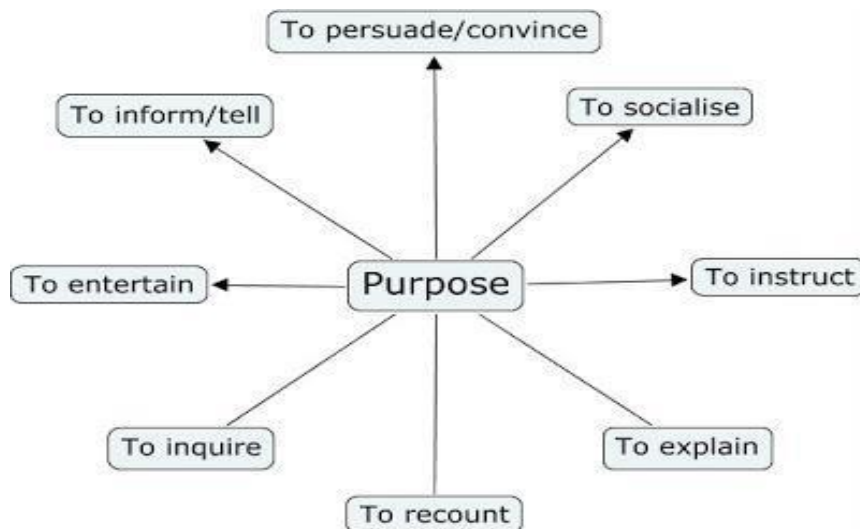 To persuade/convince
To inform/tell
To socialise
To entertain
Purpose
To instruct
To inquire
To explain
To recount